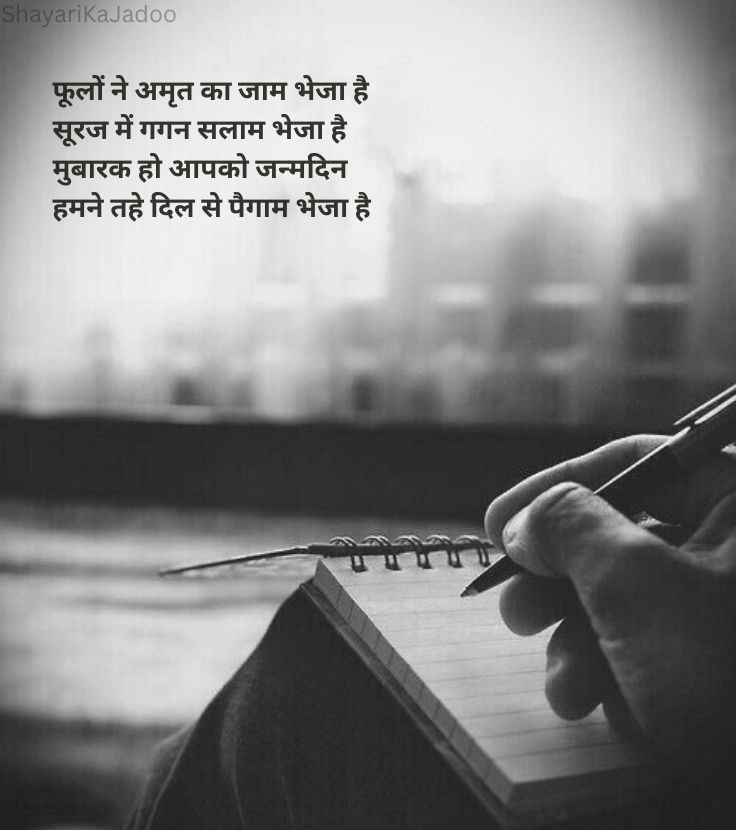 ShayariKaJadoo
फूलों ने अमृत का जाम भेजा है
सूरज में गगन सलाम भेजा है
मुबारक हो आपको जन्मदिन
हमने तहे दिल से पैगाम भेजा है